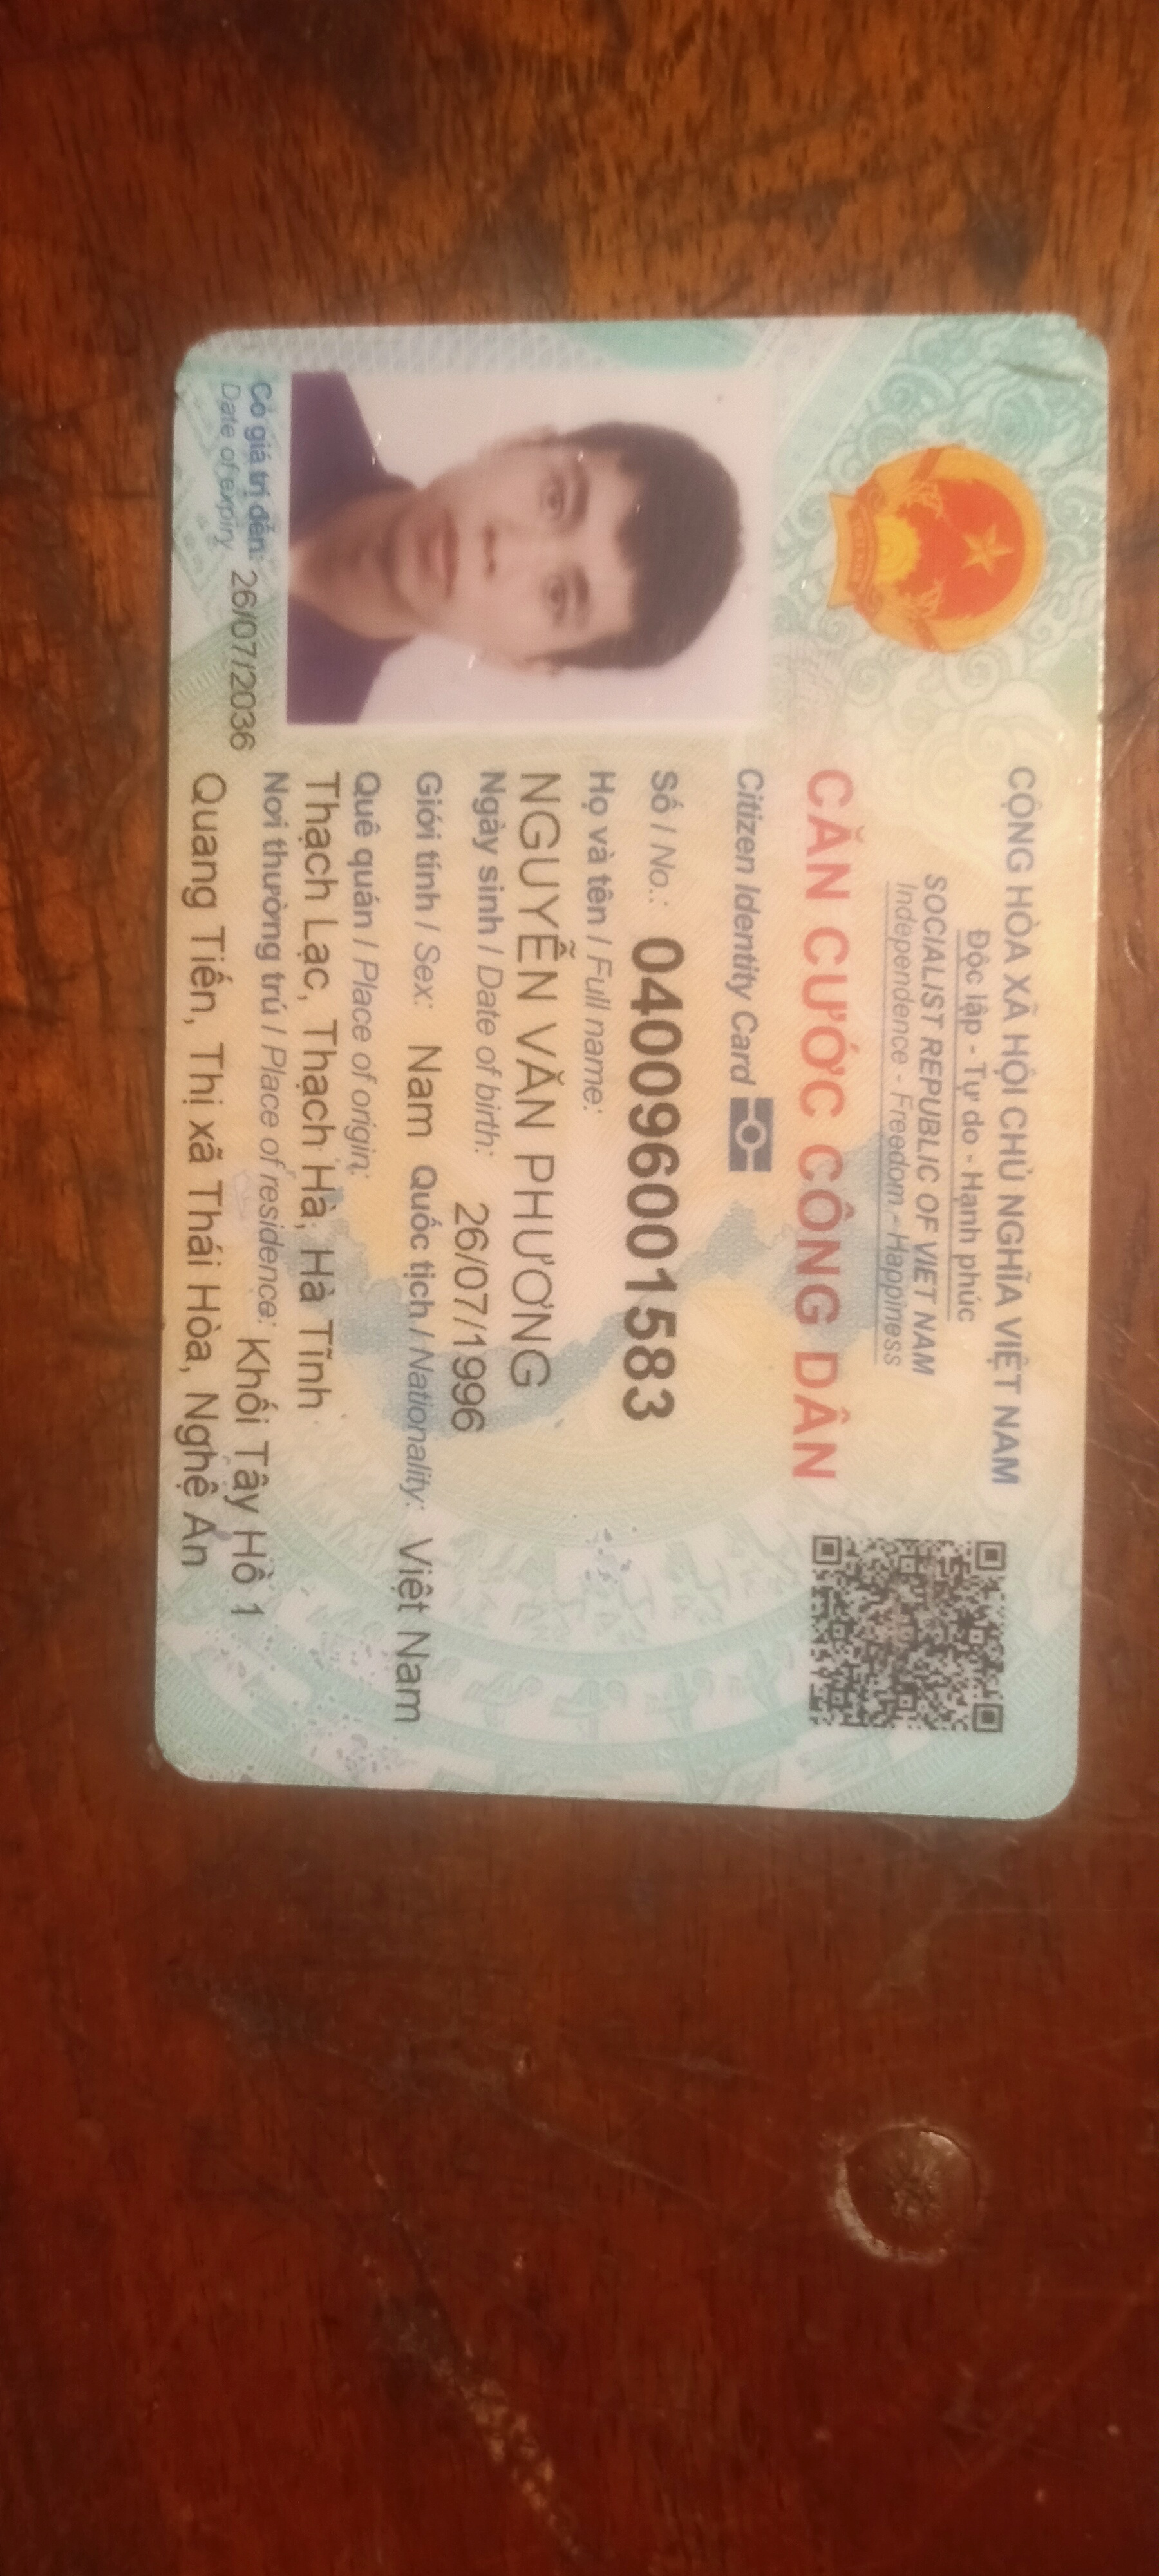 CỘNG HÒA XÃ HỘI CHỦ NGHĨA VIỆT NAM
Độc lập - Tự do - Hạnh phúc
SOCIALIST REPUBLIC OF VIET NAM
Independence - Freedom - Happiness
CĂN CƯỚC CÔNG DÂN
Citizen Identity Card
Số / No.: 040096001583
Họ và tên / Full name:
NGUYỄN VĂN PHƯƠNG
Ngày sinh / Date of birth: 26/07/1996
Giới tính / Sex: Nam Quốc tịch / Nationality: Việt Nam
Quê quán / Place of origin:
Thạch Lạc, Thạch Hà, Hà Tĩnh
Nơi thường trú / Place of residence: Khối Tây Hồ 1
Quang Tiến, Thị xã Thái Hòa, Nghệ An
Có giá trị đến: 26/07/2036
Date of expiry